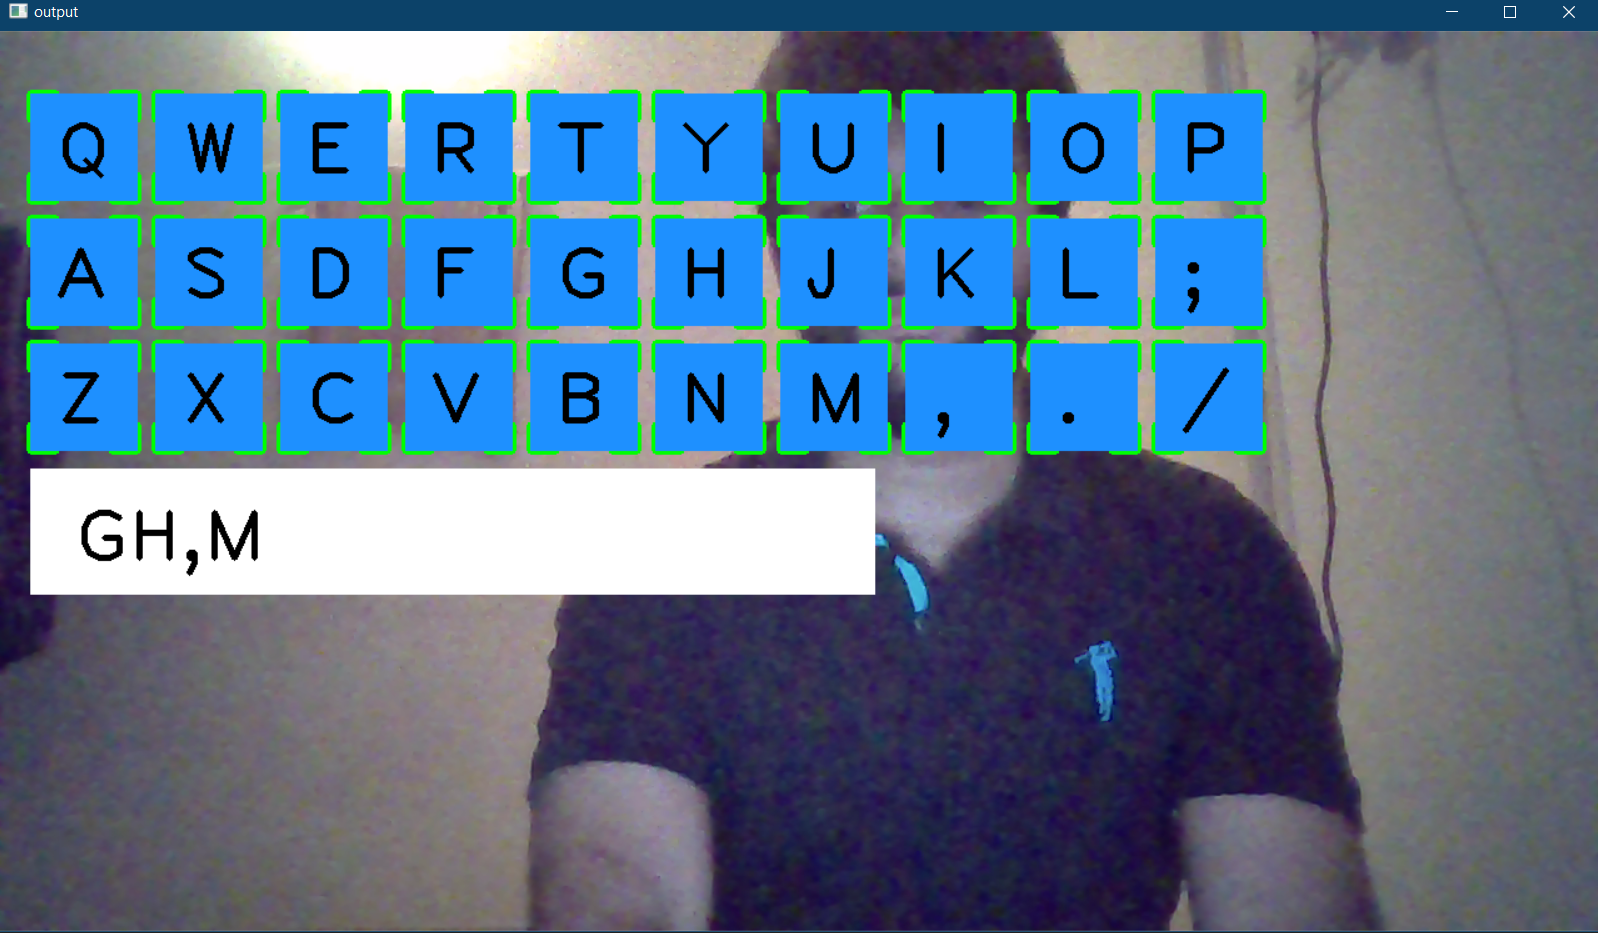 output
Q W E R T Y U I O P
A S D F G H J K L ;
Z X C V B N M , . /
GH,M